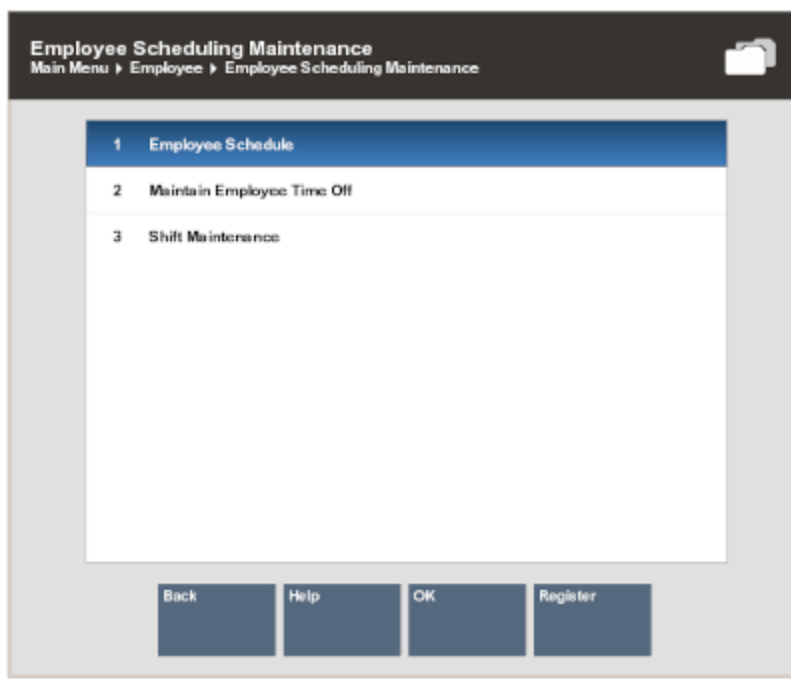 Employee Scheduling Maintenance
Main Menu ▸ Employee ▸ Employee Scheduling Maintenance
1 Employee Schedule
2 Maintain Employee Time Off
3 Shift Maintenance
Back Help OK Register